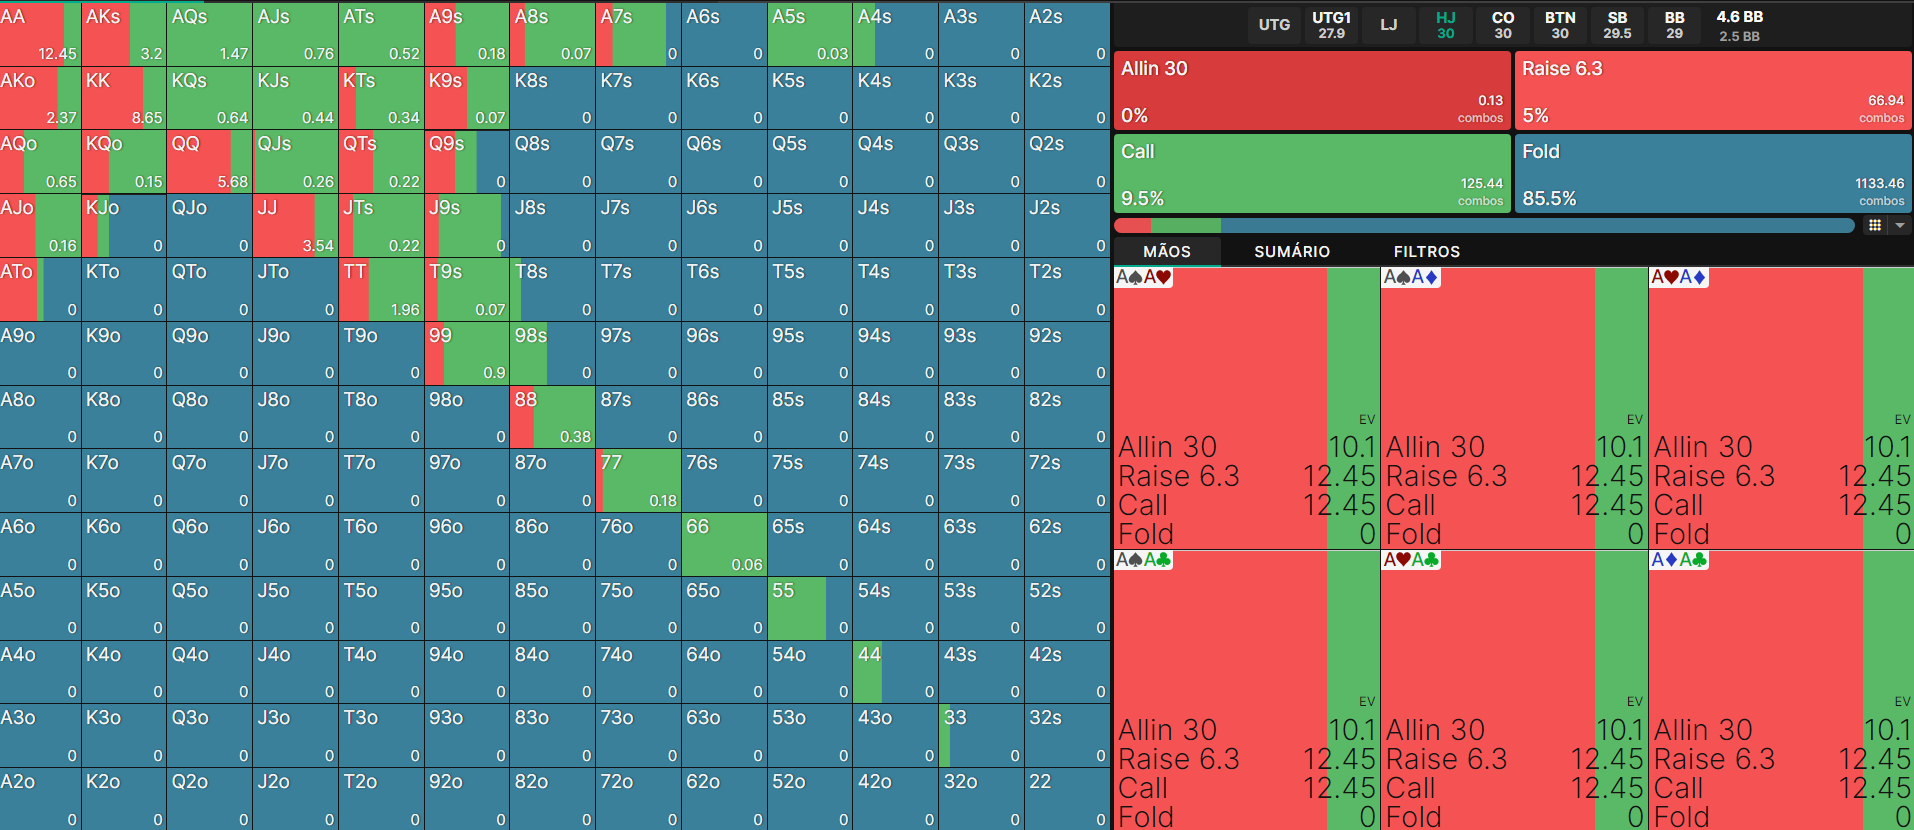 AA AKs AQs AJs ATs A9s A8s A7s A6s A5s A4s A3s A2s
12.45 3.2 1.47 0.76 0.52 0.18 0.07 0 0 0.03 0 0 0
AKo KK KQs KJs KTs K9s K8s K7s K6s K5s K4s K3s K2s
2.37 8.65 0.64 0.44 0.34 0.07 0 0 0 0 0 0 0
AQo KQo QQ QJs QTs Q9s Q8s Q7s Q6s Q5s Q4s Q3s Q2s
0.65 0.15 5.68 0.26 0.22 0 0 0 0 0 0 0 0
AJo KJo QJo JJ JTs J9s J8s J7s J6s J5s J4s J3s J2s
0.16 0 0 3.54 0.22 0 0 0 0 0 0 0 0
ATo KTo QTo JTo TT T9s T8s T7s T6s T5s T4s T3s T2s
0 0 0 0 1.96 0.07 0 0 0 0 0 0 0
A9o K9o Q9o J9o T9o 99 98s 97s 96s 95s 94s 93s 92s
0 0 0 0 0 0.9 0 0 0 0 0 0 0
A8o K8o Q8o J8o T8o 98o 88 87s 86s 85s 84s 83s 82s
0 0 0 0 0 0 0.38 0 0 0 0 0 0
A7o K7o Q7o J7o T7o 97o 87o 77 76s 75s 74s 73s 72s
0 0 0 0 0 0 0 0.18 0 0 0 0 0
A6o K6o Q6o J6o T6o 96o 86o 76o 66 65s 64s 63s 62s
0 0 0 0 0 0 0 0 0.06 0 0 0 0
A5o K5o Q5o J5o T5o 95o 85o 75o 65o 55 54s 53s 52s
0 0 0 0 0 0 0 0 0 0 0 0 0
A4o K4o Q4o J4o T4o 94o 84o 74o 64o 54o 44 43s 42s
0 0 0 0 0 0 0 0 0 0 0 0 0
A3o K3o Q3o J3o T3o 93o 83o 73o 63o 53o 43o 33 32s
0 0 0 0 0 0 0 0 0 0 0 0 0
A2o K2o Q2o J2o T2o 92o 82o 72o 62o 52o 42o 32o 22
0 0 0 0 0 0 0 0 0 0 0 0 0
UTG UTG1 LJ HJ CO BTN SB BB 4.6 BB
27.9 30 30 30 29.5 29 2.5 BB
Allin 30 Raise 6.3
0.13 66.94
0% combos 5% combos
Call Fold
125.44 1133.46
9.5% combos 85.5% combos
MÃOS SUMÁRIO FILTROS
A♠A♥ A♠A♦ A♥A♦
EV EV EV
Allin 30 10.1 Allin 30 10.1 Allin 30 10.1
Raise 6.3 12.45 Raise 6.3 12.45 Raise 6.3 12.45
Call 12.45 Call 12.45 Call 12.45
Fold 0 Fold 0 Fold 0
A♠A♣ A♥A♣ A♦A♣
EV EV EV
Allin 30 10.1 Allin 30 10.1 Allin 30 10.1
Raise 6.3 12.45 Raise 6.3 12.45 Raise 6.3 12.45
Call 12.45 Call 12.45 Call 12.45
Fold 0 Fold 0 Fold 0